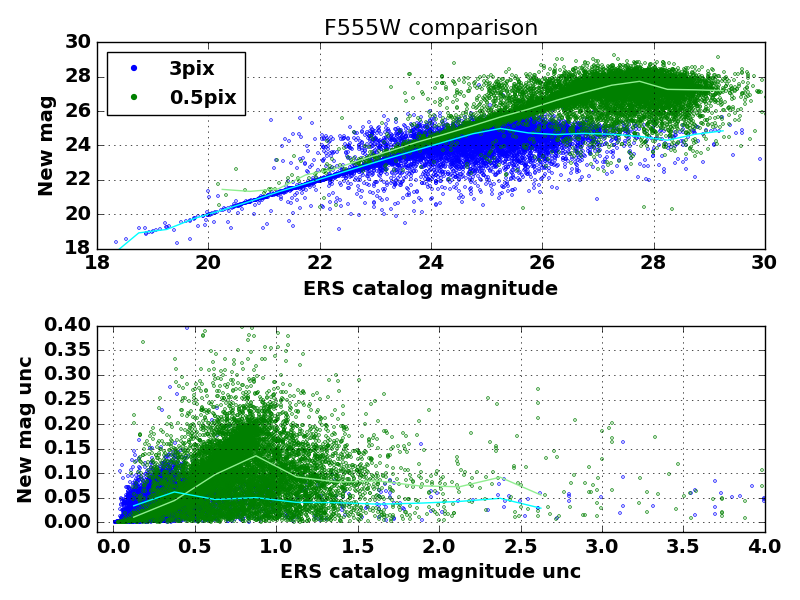 F555W comparison
30
28
26
24
22
20
18
New mag
3pix
0.5pix
18 20 22 24 26 28 30
ERS catalog magnitude
0.40
0.35
0.30
0.25
0.20
0.15
0.10
0.05
0.00
New mag unc
0.0 0.5 1.0 1.5 2.0 2.5 3.0 3.5 4.0
ERS catalog magnitude unc